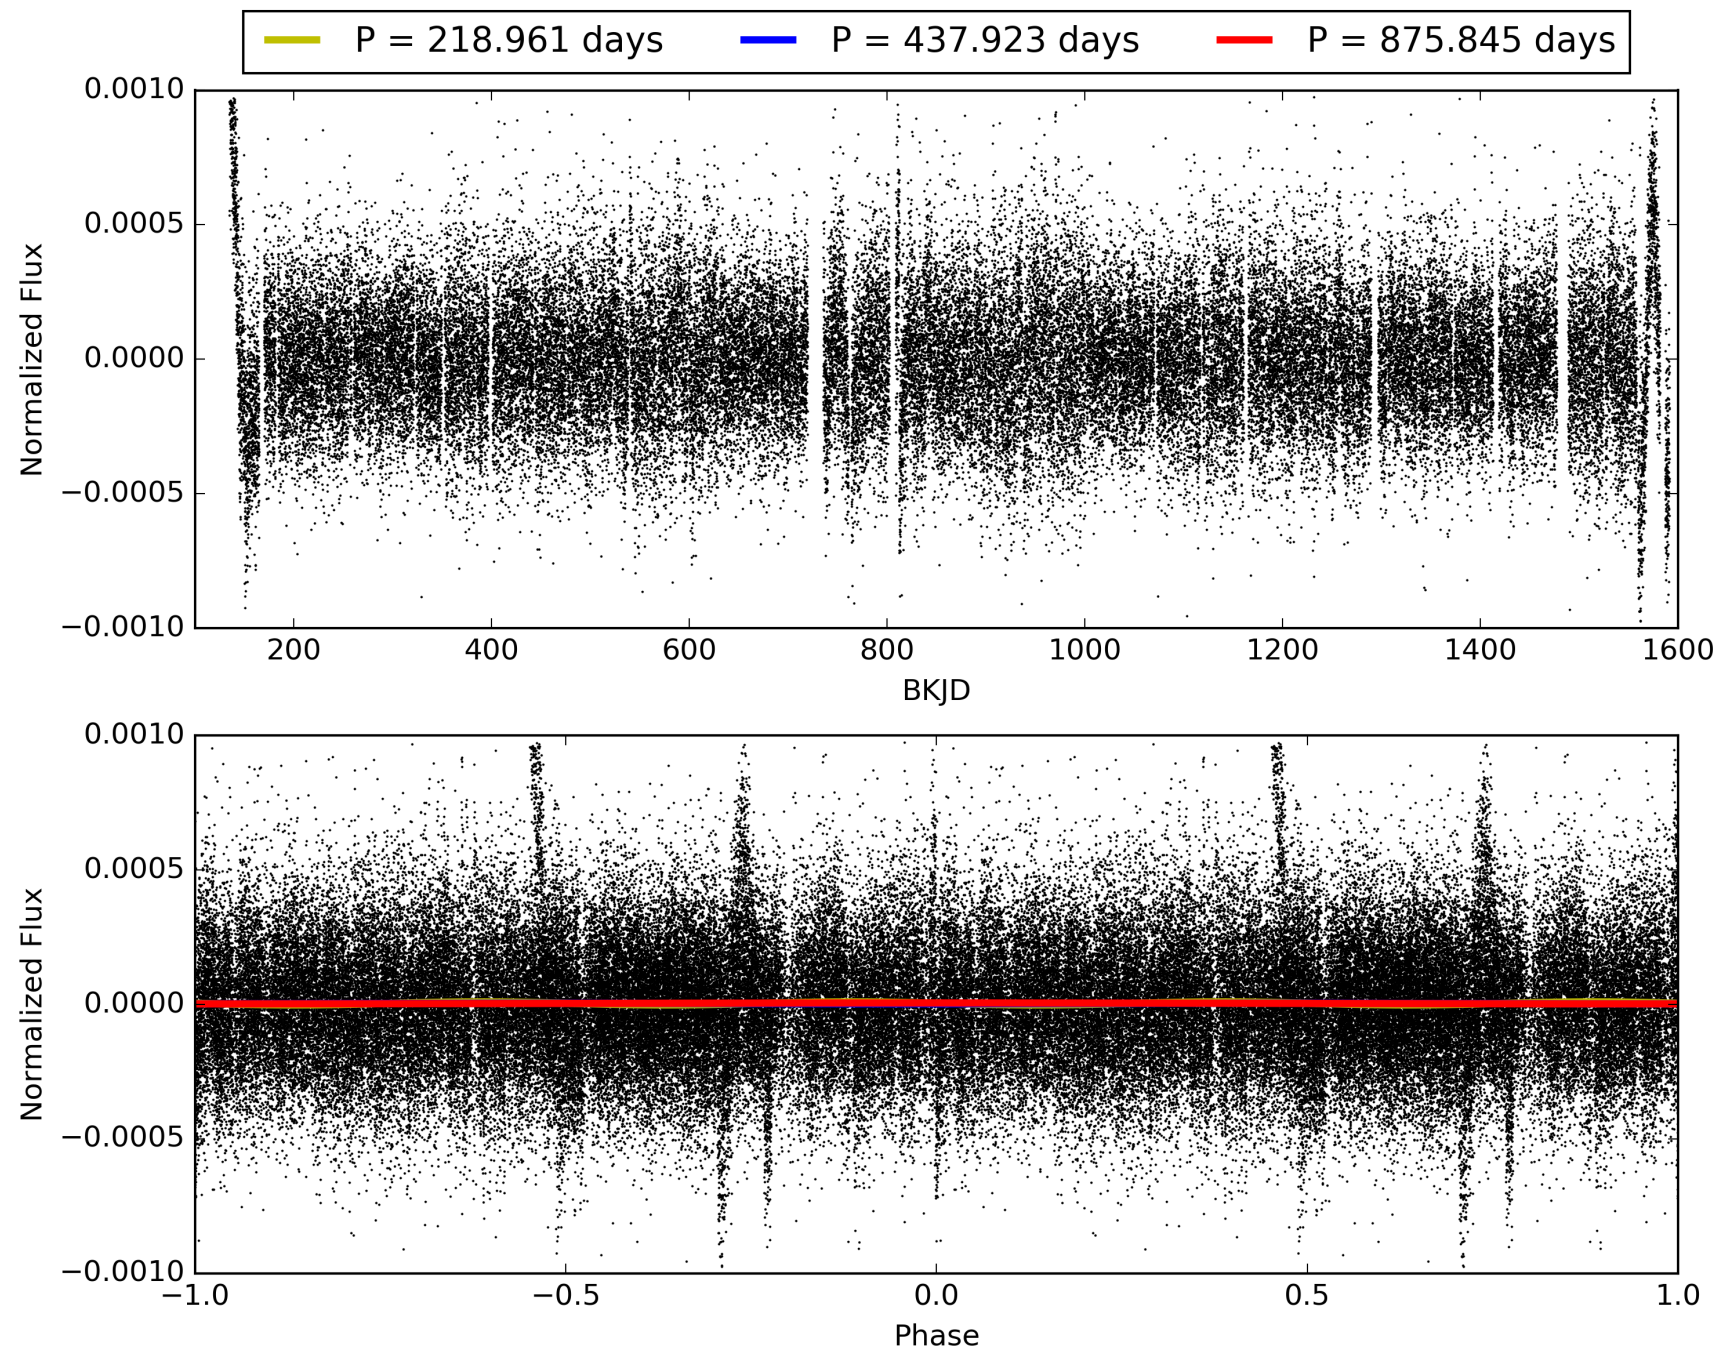 P = 218.961 days P = 437.923 days P = 875.845 days
0.0010
0.0005
0.0000
−0.0005
−0.0010
Normalized Flux
200 400 600 800 1000 1200 1400 1600
BKJD
0.0010
0.0005
0.0000
−0.0005
−0.0010
Normalized Flux
−1.0 −0.5 0.0 0.5 1.0
Phase